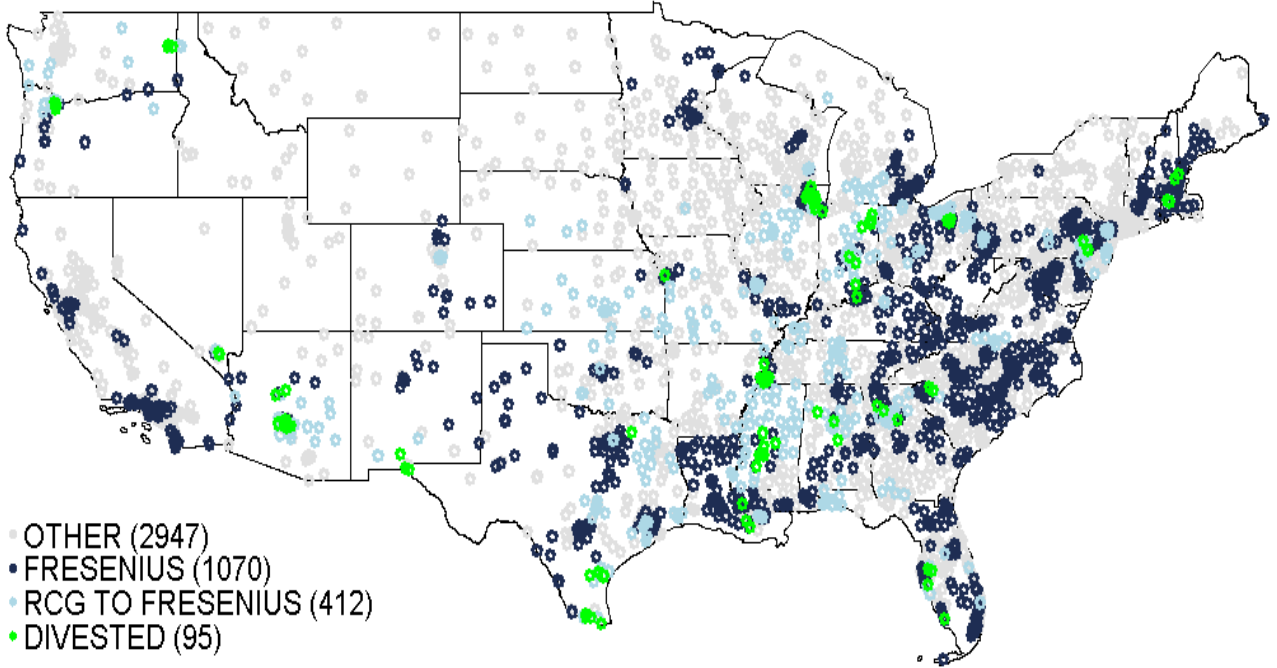 OTHER (2947)
FRESENIUS (1070)
RCG TO FRESENIUS (412)
DIVESTED (95)